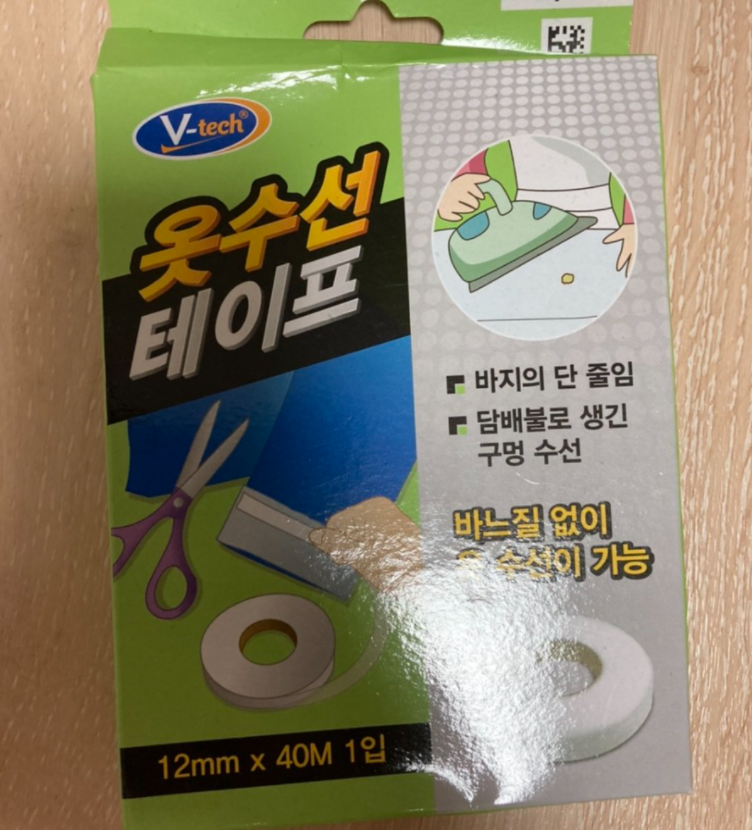 V-tech®
옷수선
테이프
바지의 단 줄임
담배불로 생긴
구멍 수선
바느질 없이
옷 수선이 가능
12mm x 40M 1입